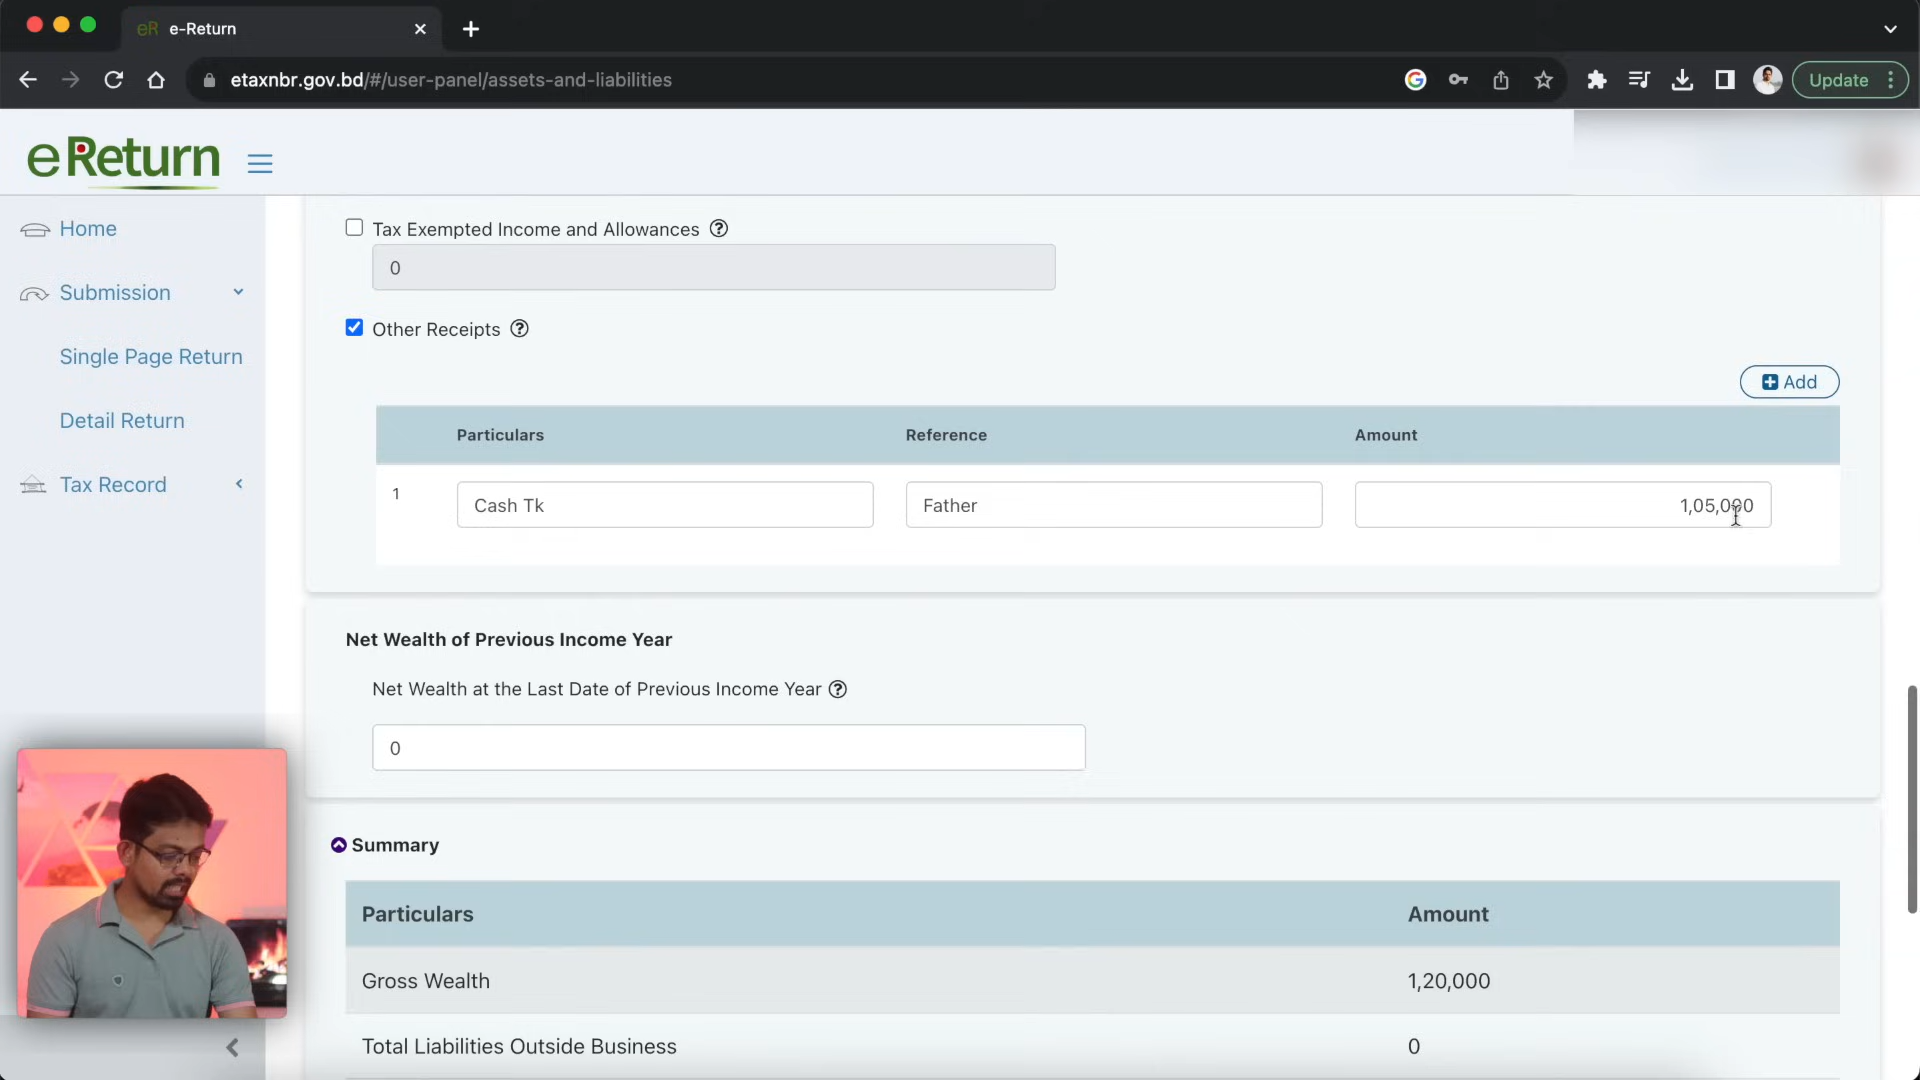 eR e-Return
etaxnbr.gov.bd/#/user-panel/assets-and-liabilities
Update
e Return
Home
Submission
Single Page Return
Detail Return
Tax Record
Tax Exempted Income and Allowances
0
Other Receipts
Add
Particulars Reference Amount
1 Cash Tk Father 1,05,000
Net Wealth of Previous Income Year
Net Wealth at the Last Date of Previous Income Year
0
Summary
Particulars Amount
Gross Wealth 1,20,000
Total Liabilities Outside Business 0